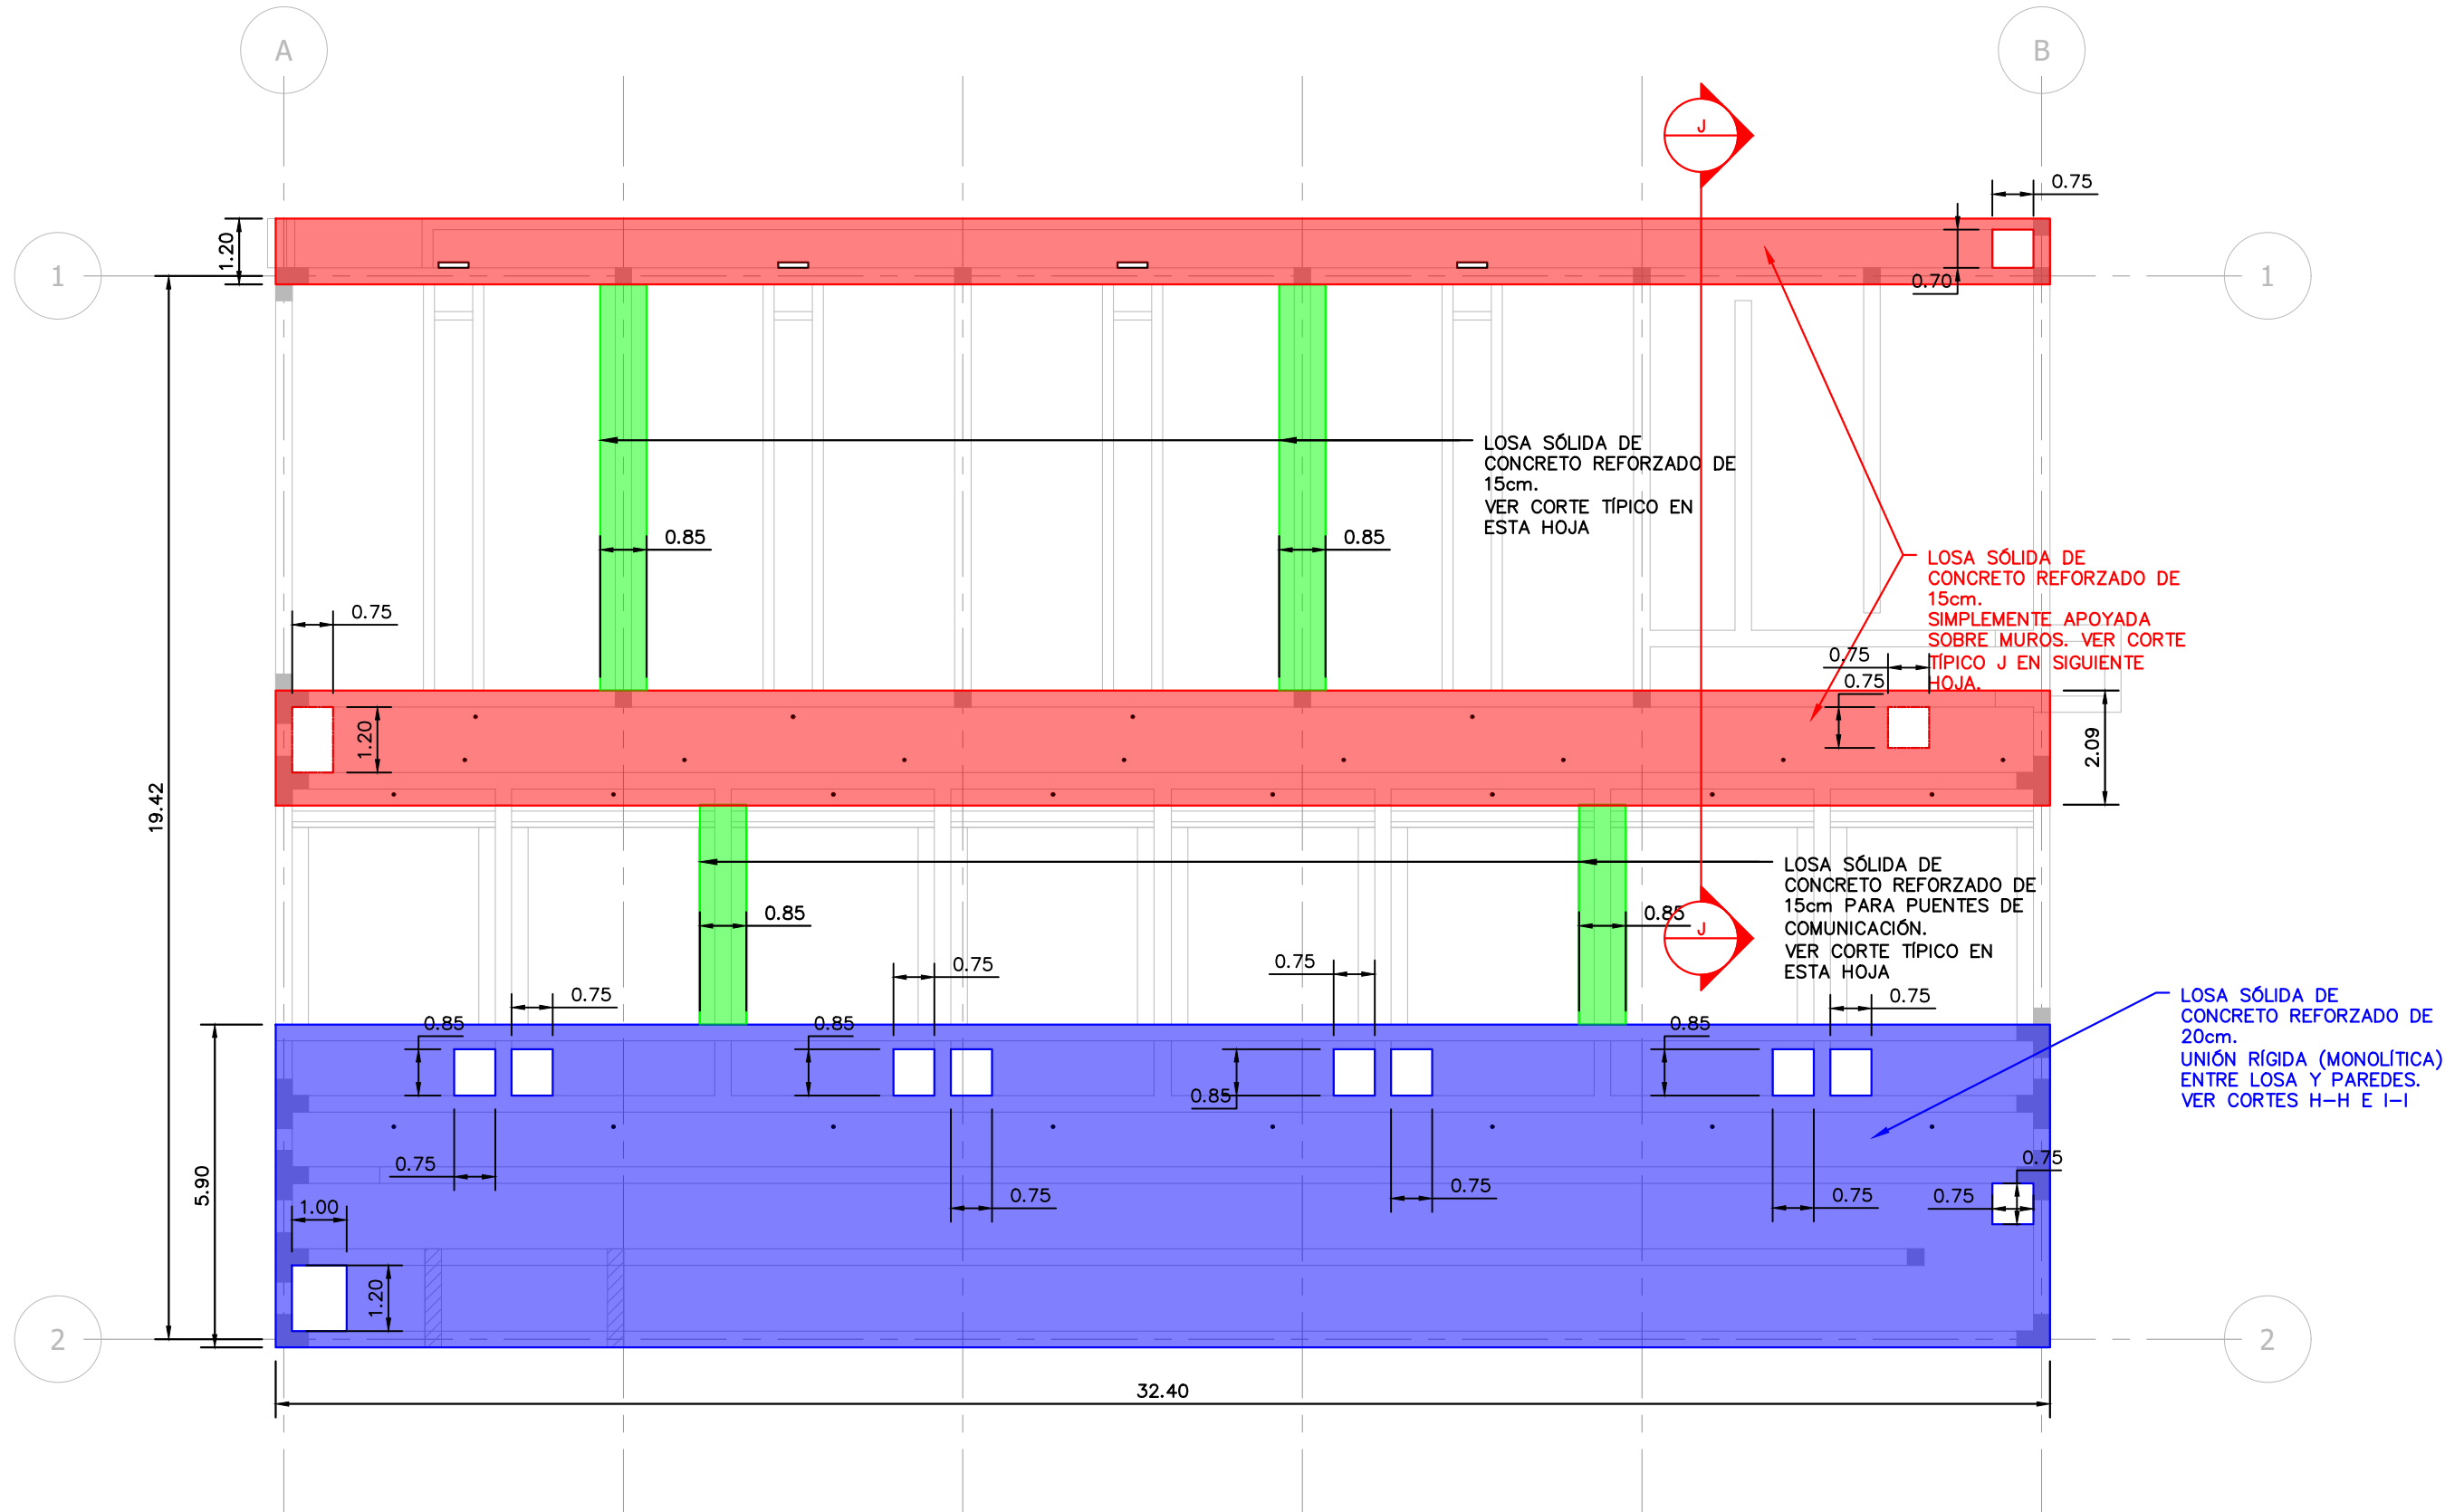 A
B
J
0.75
1.20
1
0.70
1
LOSA SÓLIDA DE
CONCRETO REFORZADO DE
15cm.
VER CORTE TÍPICO EN
ESTA HOJA
0.85
0.85
LOSA SÓLIDA DE
CONCRETO REFORZADO DE
15cm.
SIMPLEMENTE APOYADA
SOBRE MUROS. VER CORTE
TÍPICO J EN SIGUIENTE
HOJA.
0.75
0.75
0.75
1.20
2.09
19.42
LOSA SÓLIDA DE
CONCRETO REFORZADO DE
15cm PARA PUENTES DE
COMUNICACIÓN.
VER CORTE TÍPICO EN
ESTA HOJA
0.85
0.85
J
0.75
0.75
0.75
0.75
LOSA SÓLIDA DE
CONCRETO REFORZADO DE
20cm.
UNIÓN RÍGIDA (MONOLÍTICA)
ENTRE LOSA Y PAREDES.
VER CORTES H-H E I-I
0.85
0.85
0.85
0.85
0.75
0.75
0.75
0.75
0.75
0.75
5.90
1.00
1.20
2
2
32.40